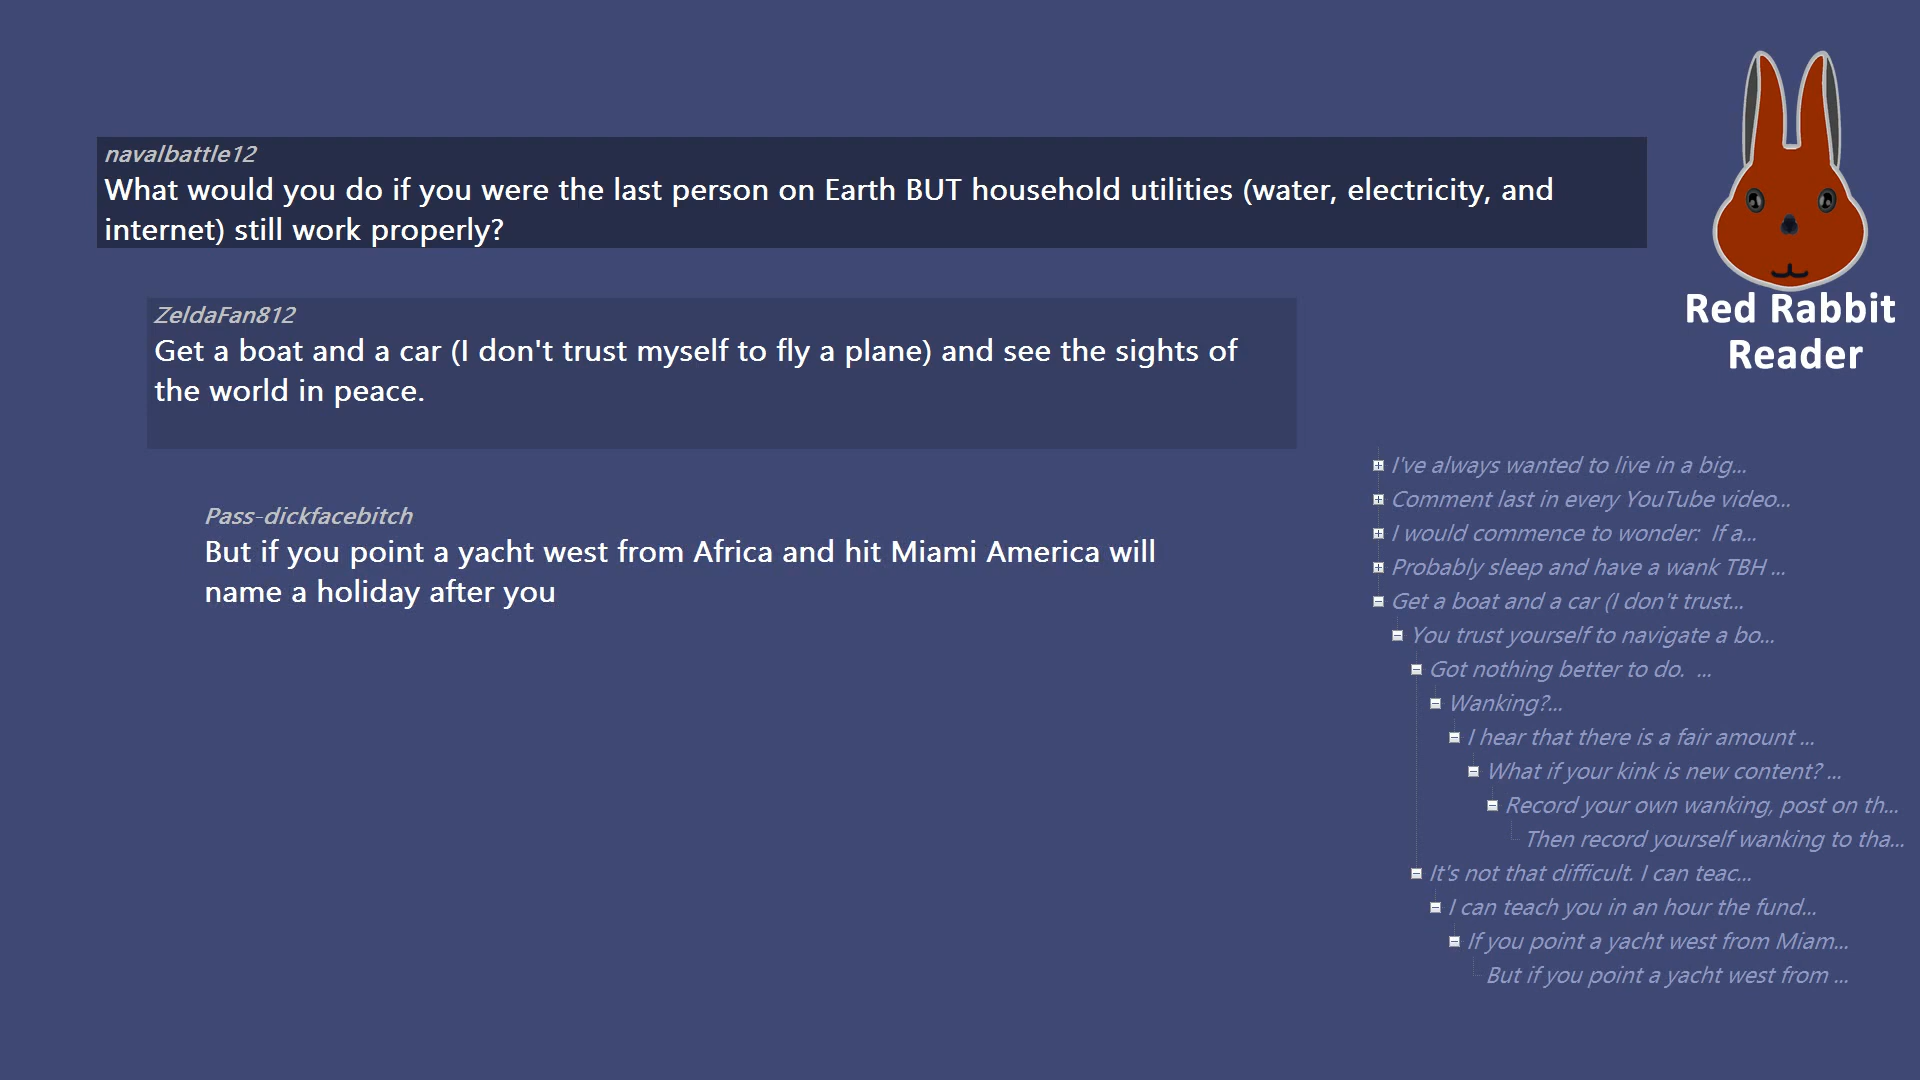 navalbattle12
What would you do if you were the last person on Earth BUT household utilities (water, electricity, and
internet) still work properly?
ZeldaFan812
Get a boat and a car (I don't trust myself to fly a plane) and see the sights of
the world in peace.
Pass-dickfacebitch
But if you point a yacht west from Africa and hit Miami America will
name a holiday after you
Red Rabbit
Reader
I've always wanted to live in a big...
Comment last in every YouTube video...
I would commence to wonder:  If a...
Probably sleep and have a wank TBH ...
Get a boat and a car (I don't trust...
You trust yourself to navigate a bo...
Got nothing better to do.  ...
Wanking?...
I hear that there is a fair amount ...
What if your kink is new content? ...
Record your own wanking, post on th...
Then record yourself wanking to tha...
It's not that difficult. I can teac...
I can teach you in an hour the fund...
If you point a yacht west from Miam...
But if you point a yacht west from ...